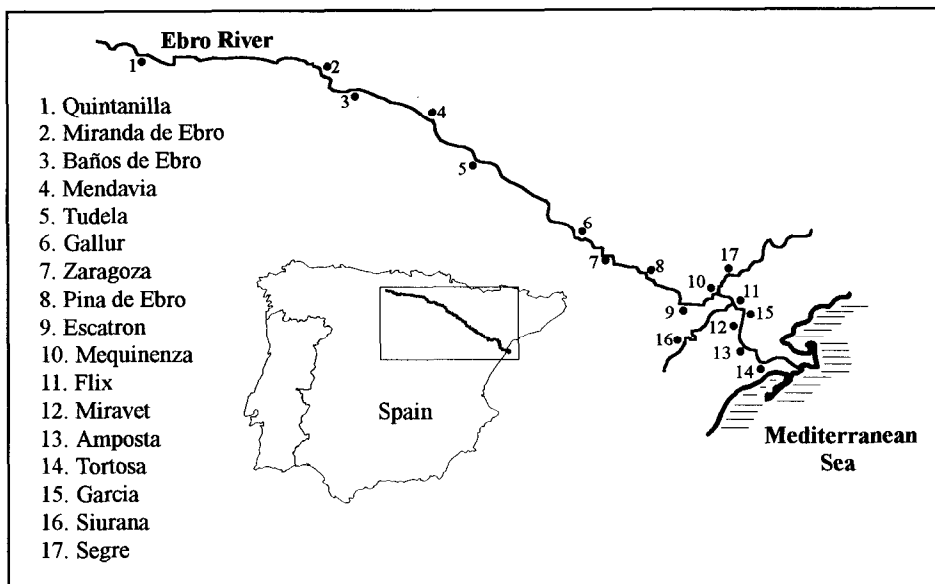 Ebro River
1
2
3
4
5
6
7
8
9
10
11
12
13
14
15
16
17
1. Quintanilla
2. Miranda de Ebro
3. Baños de Ebro
4. Mendavia
5. Tudela
6. Gallur
7. Zaragoza
8. Pina de Ebro
9. Escatron
10. Mequinenza
11. Flix
12. Miravet
13. Amposta
14. Tortosa
15. Garcia
16. Siurana
17. Segre
Spain
Mediterranean
Sea